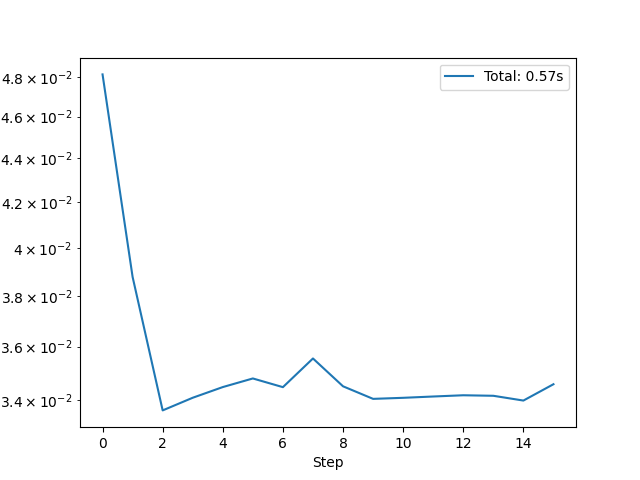 Total: 0.57s
4.8 × 10⁻²
4.6 × 10⁻²
4.4 × 10⁻²
4.2 × 10⁻²
4 × 10⁻²
3.8 × 10⁻²
3.6 × 10⁻²
3.4 × 10⁻²
0 2 4 6 8 10 12 14
Step